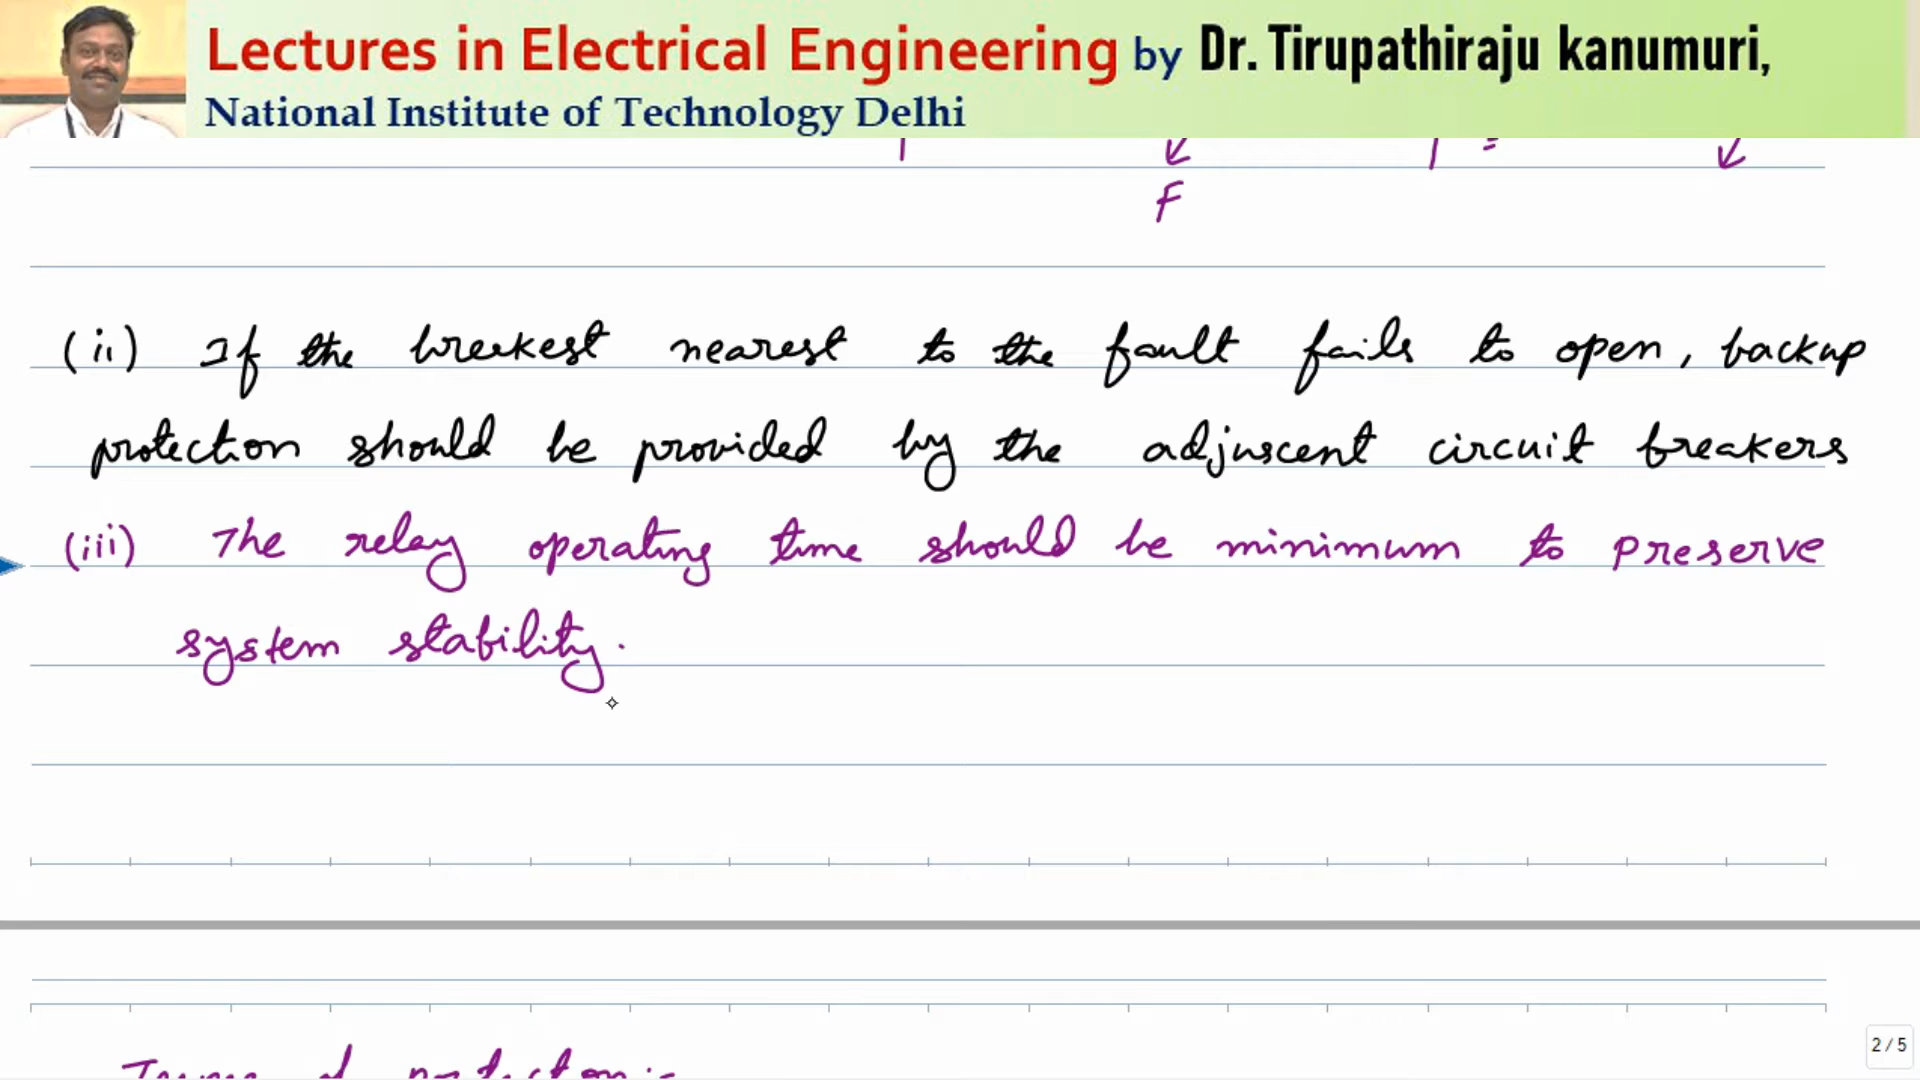 Lectures in Electrical Engineering by Dr. Tirupathiraju kanumuri,
National Institute of Technology Delhi
F
(ii) If the breekest nearest to the fault fails to open, backup
protection should be provided by the adjuscent circuit breakers
(iii) The relay operating time should be minimum to preserve
system stability.
2 / 5